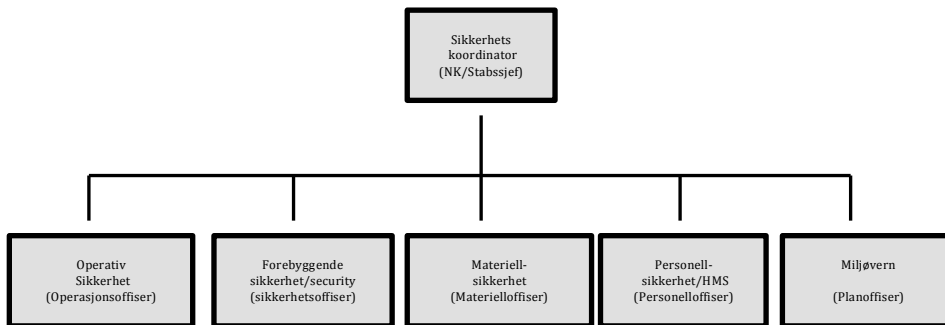 Sikkerhets
koordinator
(NK/Stabssjef)
Operativ
Sikkerhet
(Operasjonsoffiser)
Forebyggende
sikkerhet/security
(sikkerhetsoffiser)
Materiell-
sikkerhet
(Materielloffiser)
Personell-
sikkerhet/HMS
(Personelloffiser)
Miljøvern
(Planoffiser)